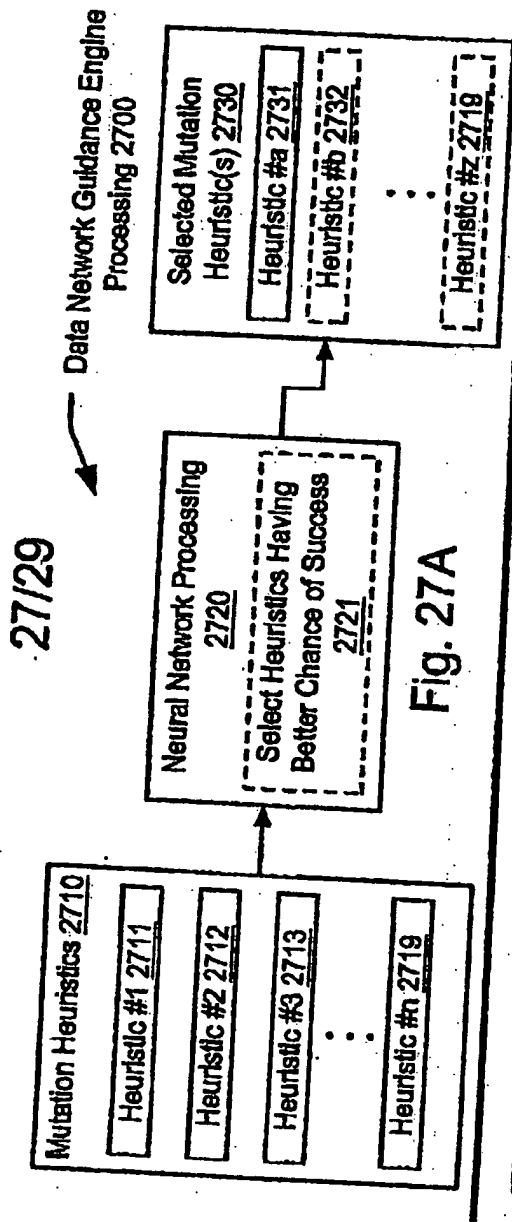 27/29
Data Network Guidance Engine
Processing 2700
Mutation Heuristics 2710
Heuristic #1 2711
Heuristic #2 2712
Heuristic #3 2713
Heuristic #n 2719
Neural Network Processing
2720
Select Heuristics Having
Better Chance of Success
2721
Selected Mutation
Heuristic(s) 2730
Heuristic #a 2731
Heuristic #b 2732
Heuristic #z 2719
Fig. 27A